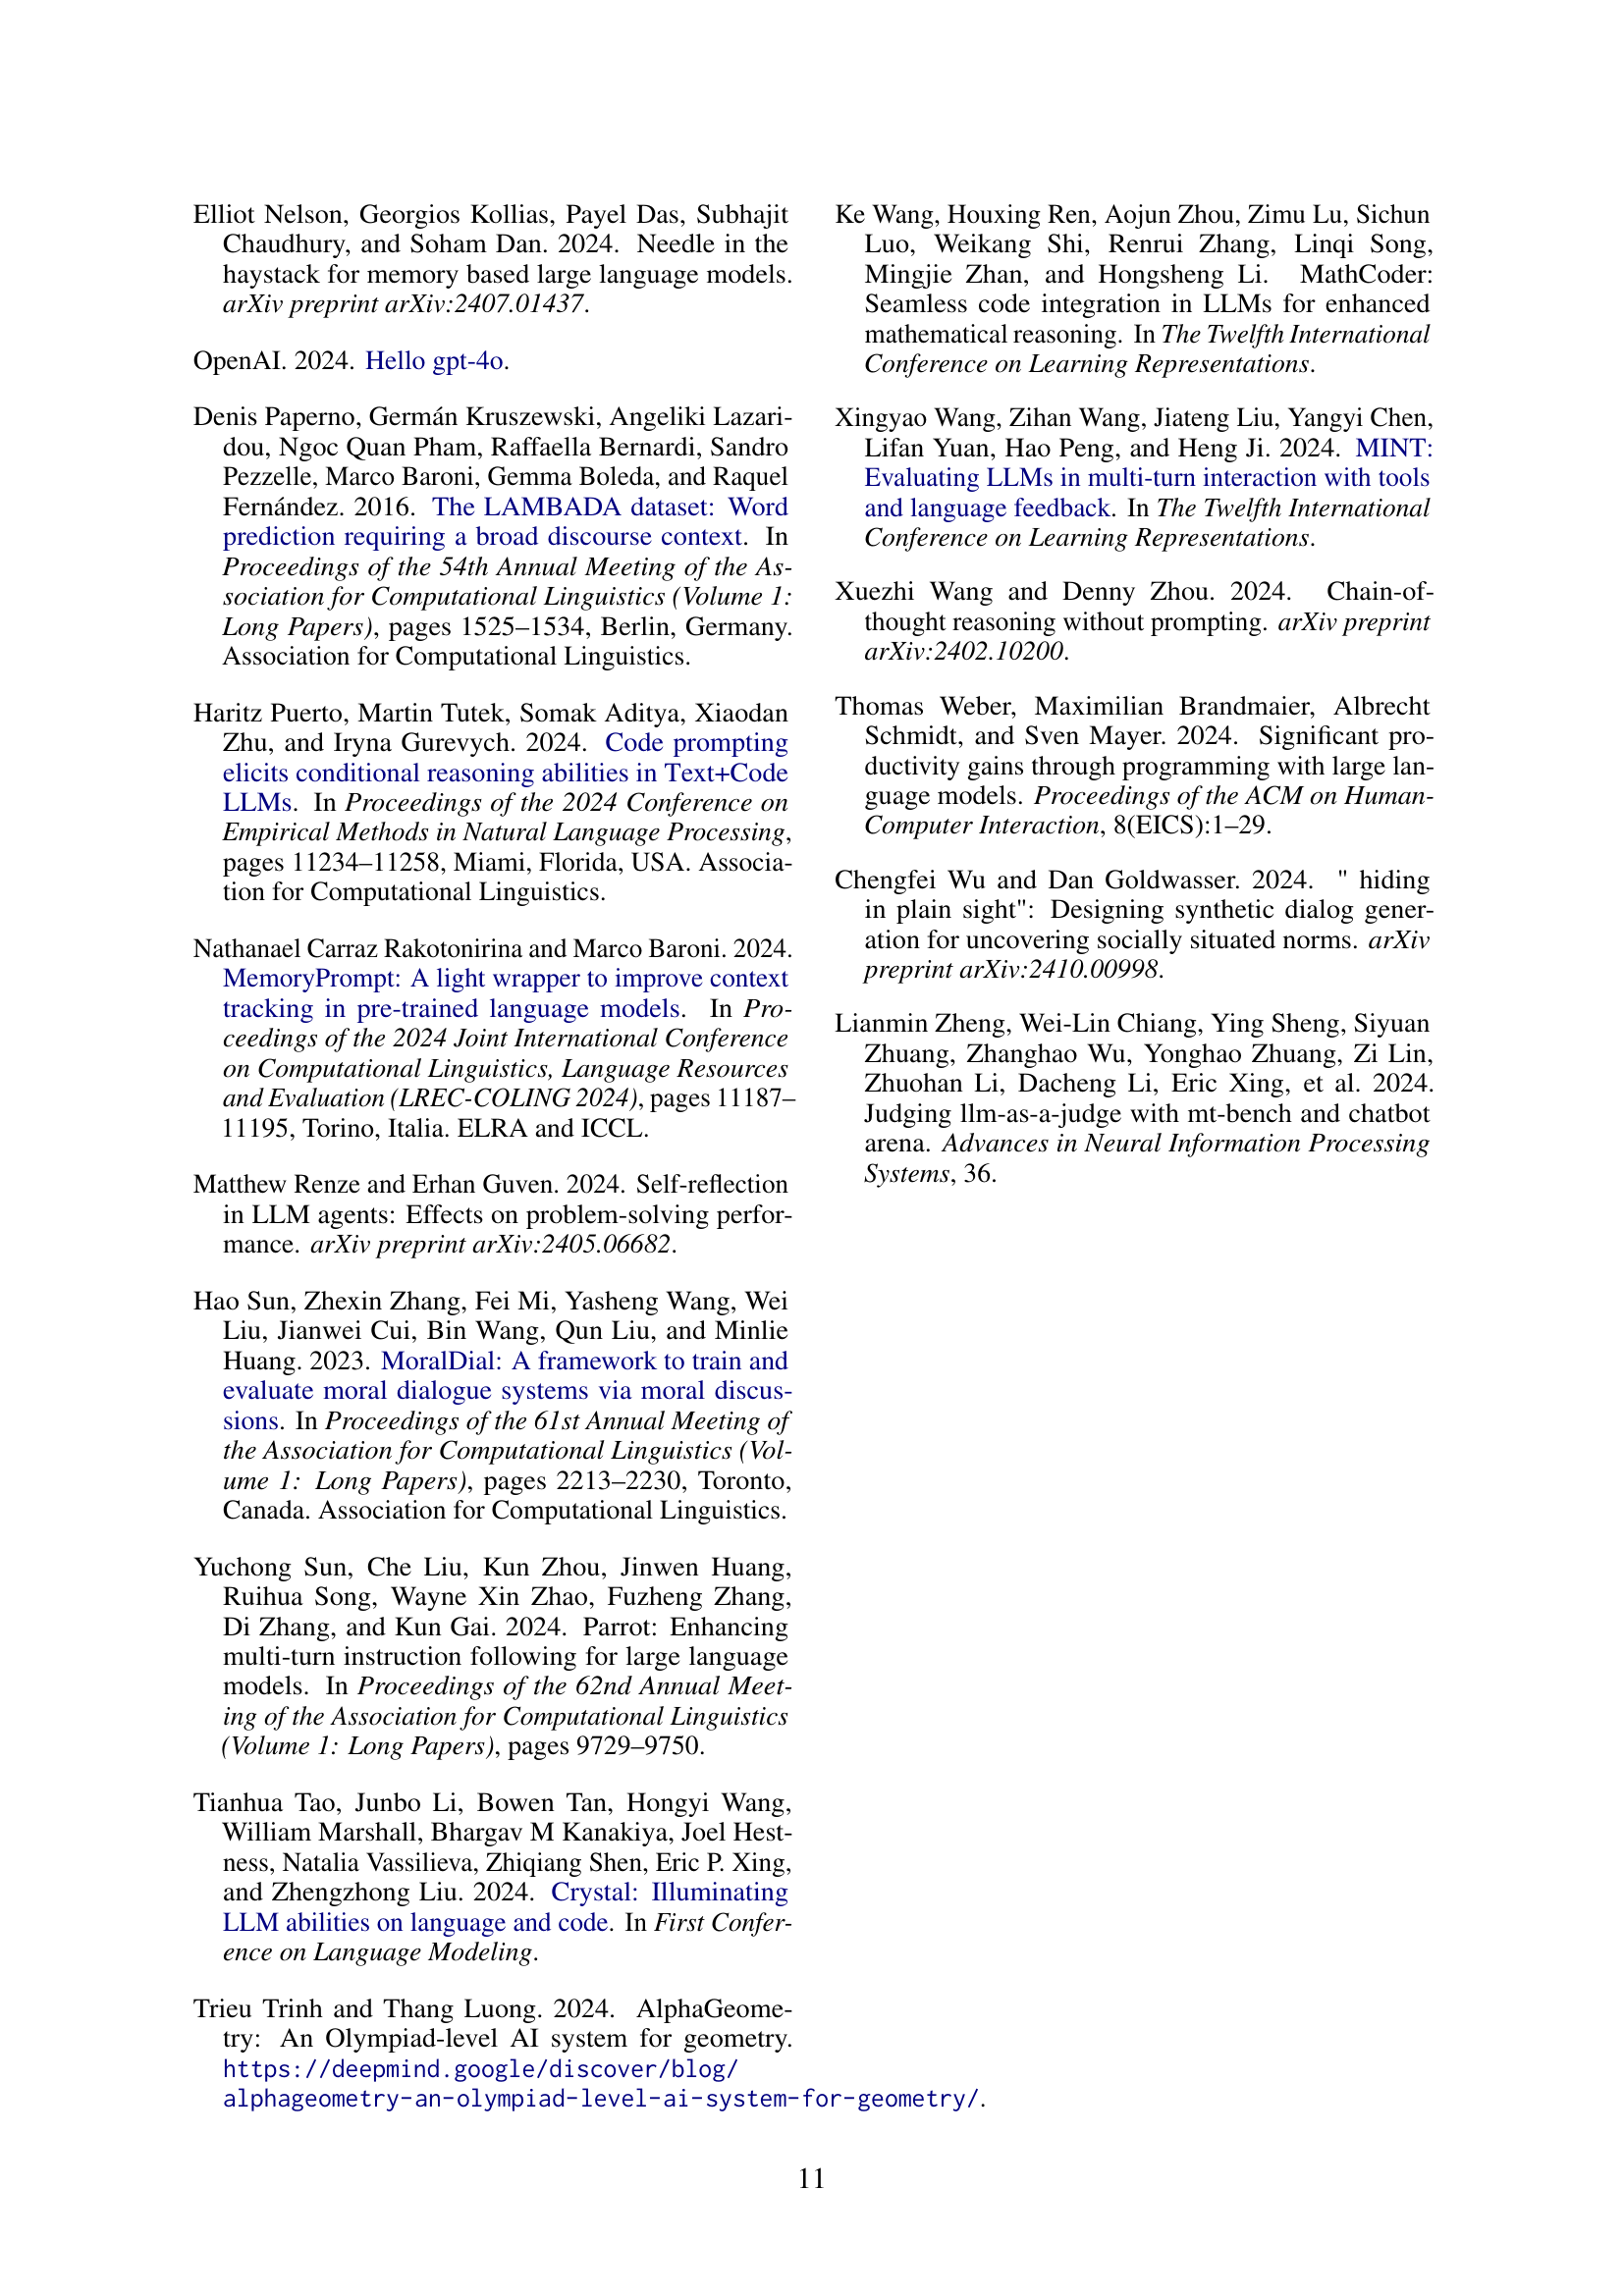 Elliot Nelson, Georgios Kollias, Payel Das, Subhajit
Chaudhury, and Soham Dan. 2024. Needle in the
haystack for memory based large language models.
arXiv preprint arXiv:2407.01437.
OpenAI. 2024. Hello gpt-4o.
Denis Paperno, Germán Kruszewski, Angeliki Lazari-
dou, Ngoc Quan Pham, Raffaella Bernardi, Sandro
Pezzelle, Marco Baroni, Gemma Boleda, and Raquel
Fernández. 2016. The LAMBADA dataset: Word
prediction requiring a broad discourse context. In
Proceedings of the 54th Annual Meeting of the As-
sociation for Computational Linguistics (Volume 1:
Long Papers), pages 1525–1534, Berlin, Germany.
Association for Computational Linguistics.
Haritz Puerto, Martin Tutek, Somak Aditya, Xiaodan
Zhu, and Iryna Gurevych. 2024. Code prompting
elicits conditional reasoning abilities in Text+Code
LLMs. In Proceedings of the 2024 Conference on
Empirical Methods in Natural Language Processing,
pages 11234–11258, Miami, Florida, USA. Associa-
tion for Computational Linguistics.
Nathanael Carraz Rakotonirina and Marco Baroni. 2024.
MemoryPrompt: A light wrapper to improve context
tracking in pre-trained language models. In Pro-
ceedings of the 2024 Joint International Conference
on Computational Linguistics, Language Resources
and Evaluation (LREC-COLING 2024), pages 11187–
11195, Torino, Italia. ELRA and ICCL.
Matthew Renze and Erhan Guven. 2024. Self-reflection
in LLM agents: Effects on problem-solving perfor-
mance. arXiv preprint arXiv:2405.06682.
Hao Sun, Zhexin Zhang, Fei Mi, Yasheng Wang, Wei
Liu, Jianwei Cui, Bin Wang, Qun Liu, and Minlie
Huang. 2023. MoralDial: A framework to train and
evaluate moral dialogue systems via moral discus-
sions. In Proceedings of the 61st Annual Meeting of
the Association for Computational Linguistics (Vol-
ume 1: Long Papers), pages 2213–2230, Toronto,
Canada. Association for Computational Linguistics.
Yuchong Sun, Che Liu, Kun Zhou, Jinwen Huang,
Ruihua Song, Wayne Xin Zhao, Fuzheng Zhang,
Di Zhang, and Kun Gai. 2024. Parrot: Enhancing
multi-turn instruction following for large language
models. In Proceedings of the 62nd Annual Meet-
ing of the Association for Computational Linguistics
(Volume 1: Long Papers), pages 9729–9750.
Tianhua Tao, Junbo Li, Bowen Tan, Hongyi Wang,
William Marshall, Bhargav M Kanakiya, Joel Hest-
ness, Natalia Vassilieva, Zhiqiang Shen, Eric P. Xing,
and Zhengzhong Liu. 2024. Crystal: Illuminating
LLM abilities on language and code. In First Confer-
ence on Language Modeling.
Trieu Trinh and Thang Luong. 2024. AlphaGeome-
try: An Olympiad-level AI system for geometry.
https://deepmind.google/discover/blog/
alphageometry-an-olympiad-level-ai-system-for-geometry/.
Ke Wang, Houxing Ren, Aojun Zhou, Zimu Lu, Sichun
Luo, Weikang Shi, Renrui Zhang, Linqi Song,
Mingjie Zhan, and Hongsheng Li. MathCoder:
Seamless code integration in LLMs for enhanced
mathematical reasoning. In The Twelfth International
Conference on Learning Representations.
Xingyao Wang, Zihan Wang, Jiateng Liu, Yangyi Chen,
Lifan Yuan, Hao Peng, and Heng Ji. 2024. MINT:
Evaluating LLMs in multi-turn interaction with tools
and language feedback. In The Twelfth International
Conference on Learning Representations.
Xuezhi Wang and Denny Zhou. 2024. Chain-of-
thought reasoning without prompting. arXiv preprint
arXiv:2402.10200.
Thomas Weber, Maximilian Brandmaier, Albrecht
Schmidt, and Sven Mayer. 2024. Significant pro-
ductivity gains through programming with large lan-
guage models. Proceedings of the ACM on Human-
Computer Interaction, 8(EICS):1–29.
Chengfei Wu and Dan Goldwasser. 2024. " hiding
in plain sight": Designing synthetic dialog gener-
ation for uncovering socially situated norms. arXiv
preprint arXiv:2410.00998.
Lianmin Zheng, Wei-Lin Chiang, Ying Sheng, Siyuan
Zhuang, Zhanghao Wu, Yonghao Zhuang, Zi Lin,
Zhuohan Li, Dacheng Li, Eric Xing, et al. 2024.
Judging llm-as-a-judge with mt-bench and chatbot
arena. Advances in Neural Information Processing
Systems, 36.
11